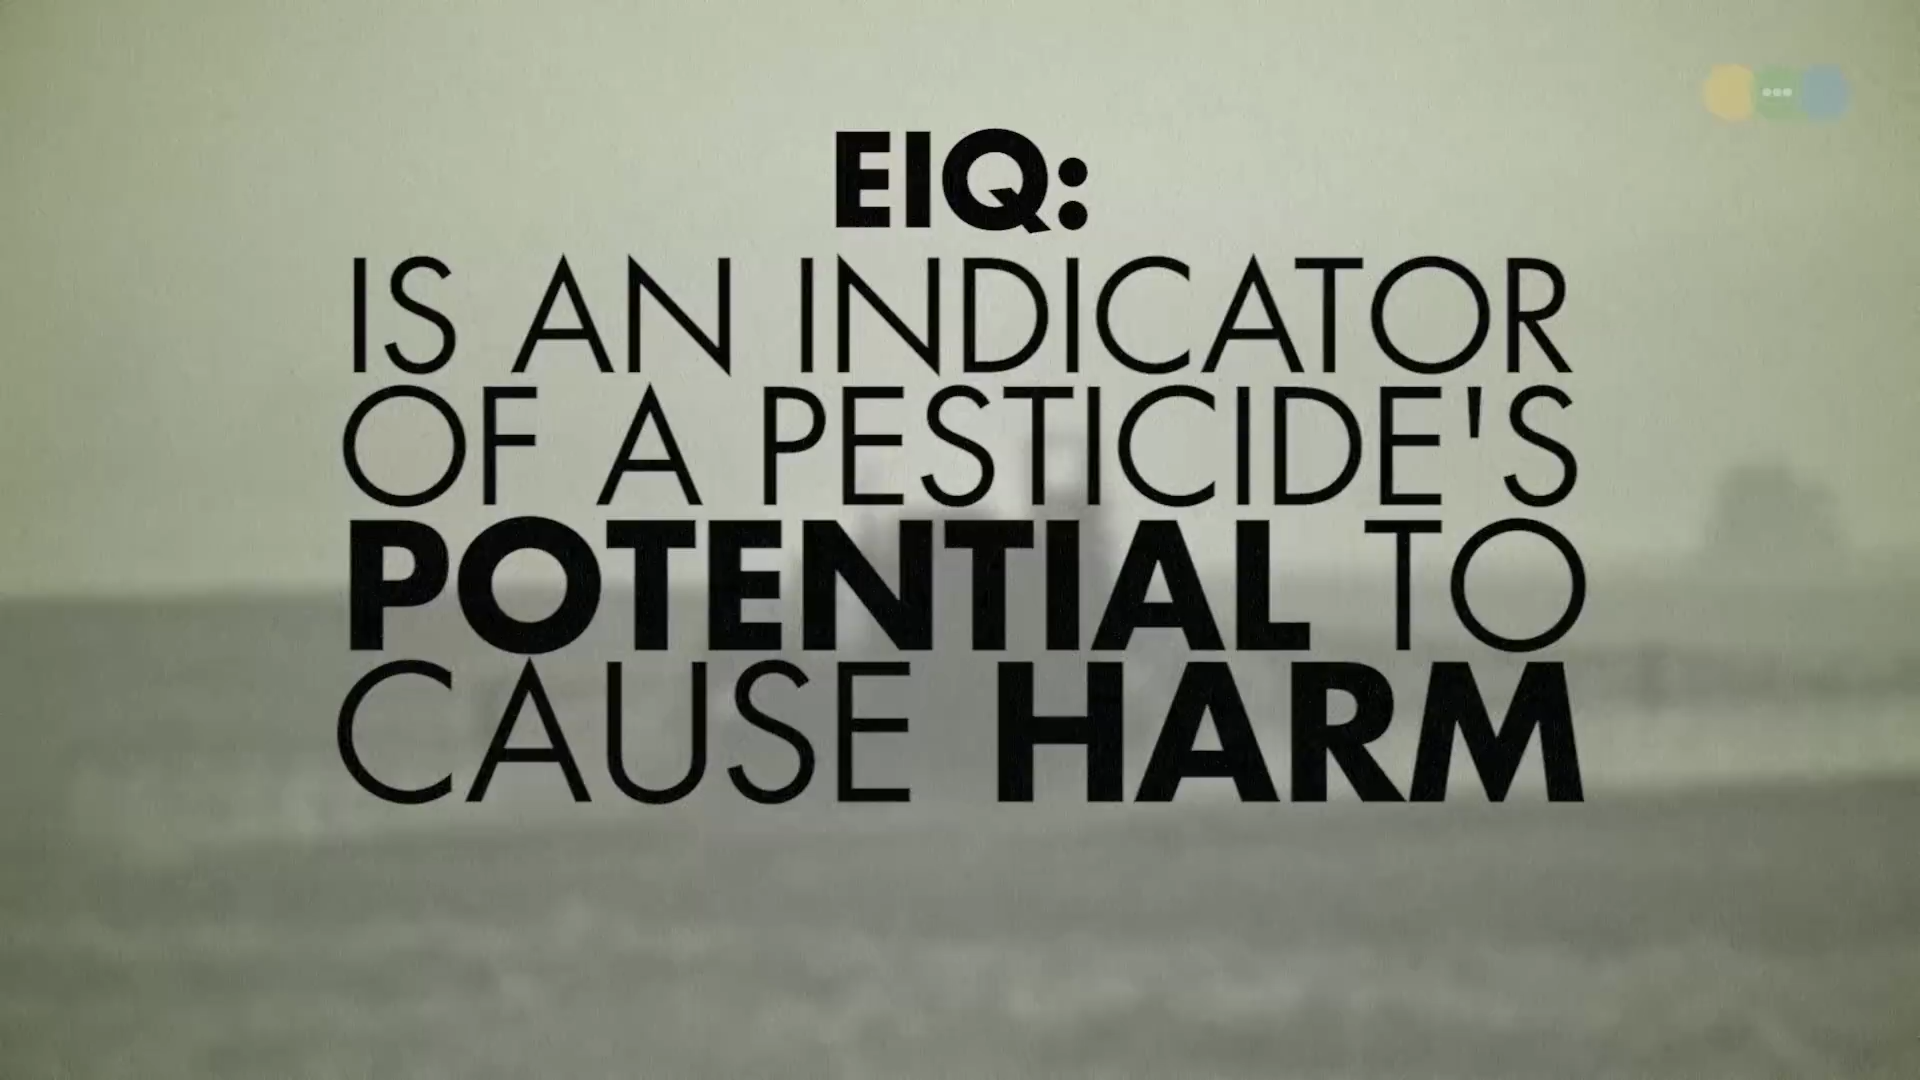 EIQ:
IS AN INDICATOR
OF A PESTICIDE'S
POTENTIAL TO
CAUSE HARM